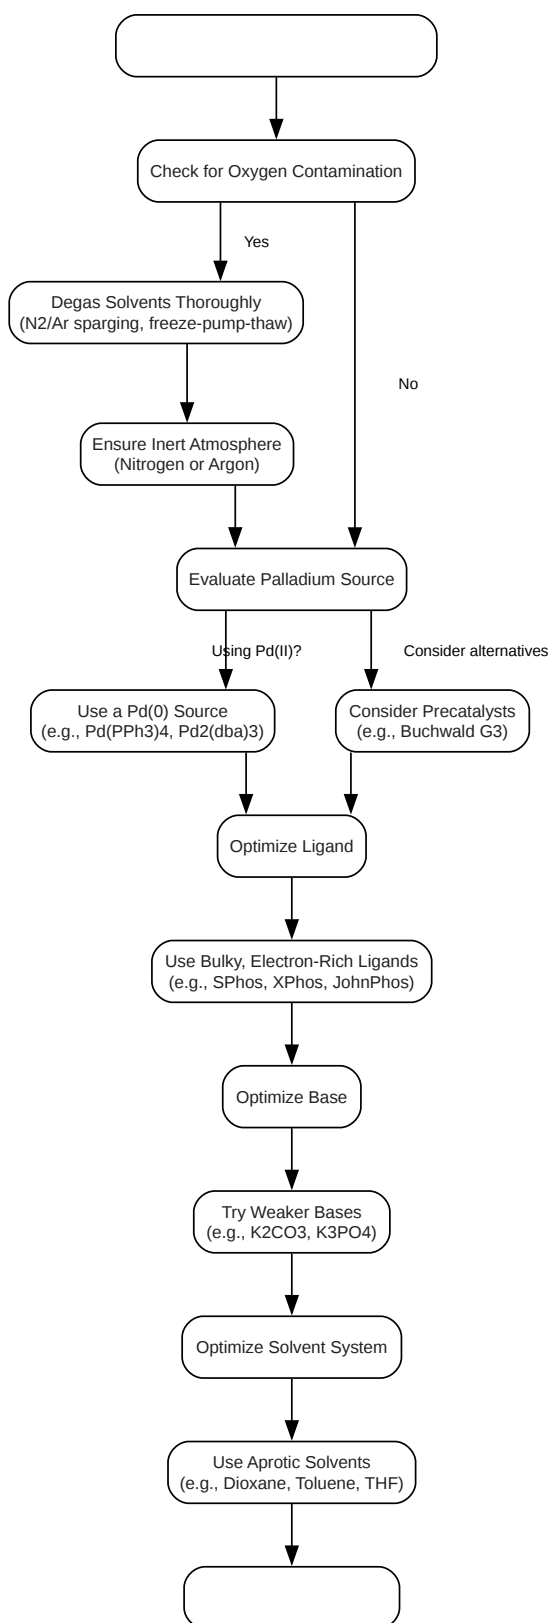 Check for Oxygen Contamination
Yes
Degas Solvents Thoroughly
(N2/Ar sparging, freeze-pump-thaw)
No
Ensure Inert Atmosphere
(Nitrogen or Argon)
Evaluate Palladium Source
Using Pd(II)?
Consider alternatives
Use a Pd(0) Source
(e.g., Pd(PPh3)4, Pd2(dba)3)
Consider Precatalysts
(e.g., Buchwald G3)
Optimize Ligand
Use Bulky, Electron-Rich Ligands
(e.g., SPhos, XPhos, JohnPhos)
Optimize Base
Try Weaker Bases
(e.g., K2CO3, K3PO4)
Optimize Solvent System
Use Aprotic Solvents
(e.g., Dioxane, Toluene, THF)